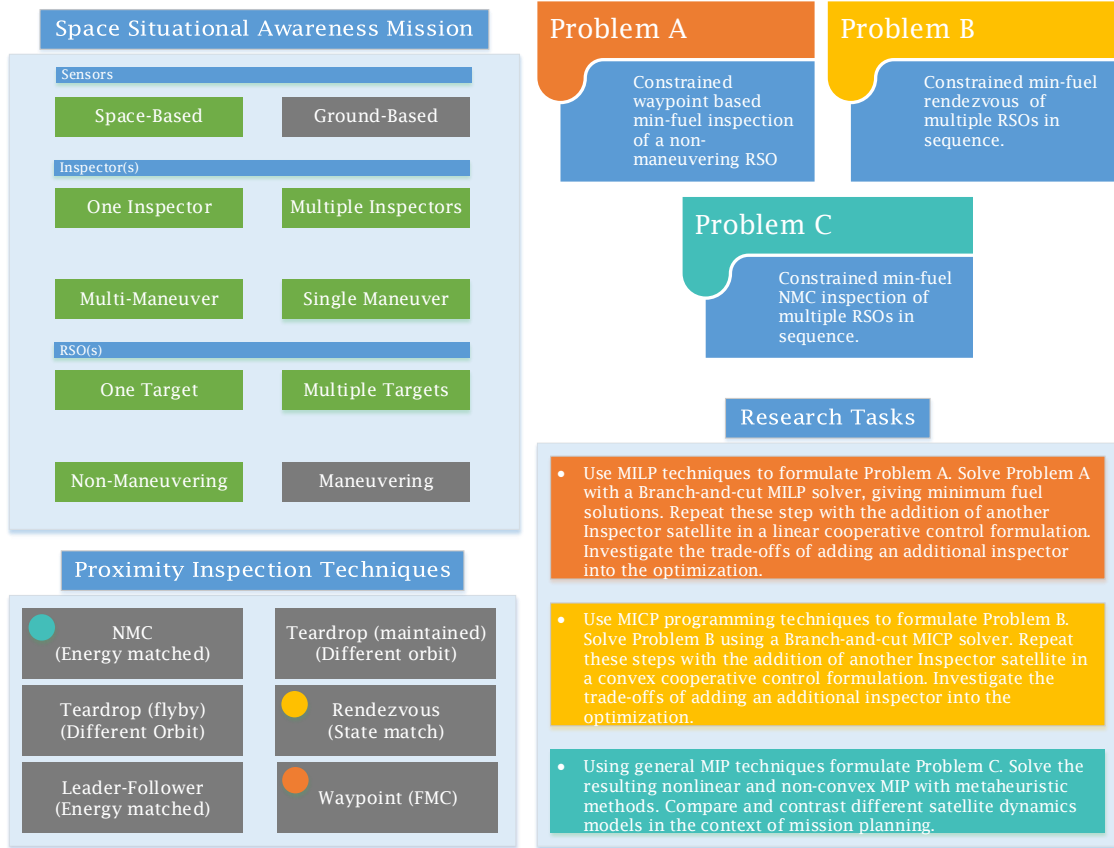 Space Situational Awareness Mission
Sensors
Space-Based
Ground-Based
Inspector(s)
One Inspector
Multiple Inspectors
Multi-Maneuver
Single Maneuver
RSO(s)
One Target
Multiple Targets
Non-Maneuvering
Maneuvering
Proximity Inspection Techniques
NMC
(Energy matched)
Teardrop (maintained)
(Different orbit)
Teardrop (flyby)
(Different Orbit)
Rendezvous
(State match)
Leader-Follower
(Energy matched)
Waypoint (FMC)
Problem A
Constrained
waypoint based
min-fuel inspection
of a non-
maneuvering RSO
Problem B
Constrained min-fuel
rendezvous of
multiple RSOs in
sequence.
Problem C
Constrained min-fuel
NMC inspection of
multiple RSOs in
sequence.
Research Tasks
• Use MILP techniques to formulate Problem A. Solve Problem A
with a Branch-and-cut MILP solver, giving minimum fuel
solutions. Repeat these step with the addition of another
Inspector satellite in a linear cooperative control formulation.
Investigate the trade-offs of adding an additional inspector
into the optimization.
• Use MICP programming techniques to formulate Problem B.
Solve Problem B using a Branch-and-cut MICP solver. Repeat
these steps with the addition of another Inspector satellite in
a convex cooperative control formulation. Investigate the
trade-offs of adding an additional inspector into the
optimization.
• Using general MIP techniques formulate Problem C. Solve the
resulting nonlinear and non-convex MIP with metaheuristic
methods. Compare and contrast different satellite dynamics
models in the context of mission planning.